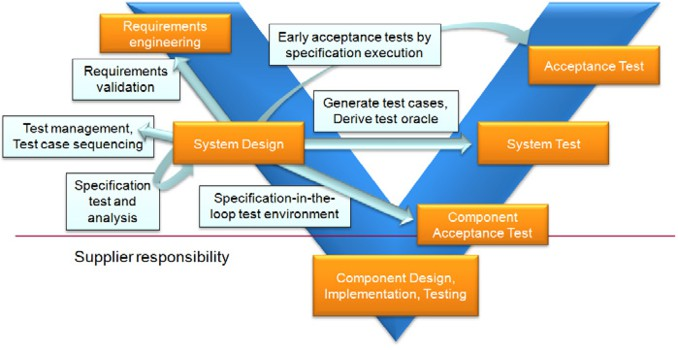 Requirements
engineering
Early acceptance tests by
specification execution
Acceptance Test
Requirements
validation
Generate test cases,
Derive test oracle
Test management,
Test case sequencing
System Design
System Test
Specification
test and
analysis
Specification-in-the-
loop test environment
Component
Acceptance Test
Supplier responsibility
Component Design,
Implementation, Testing